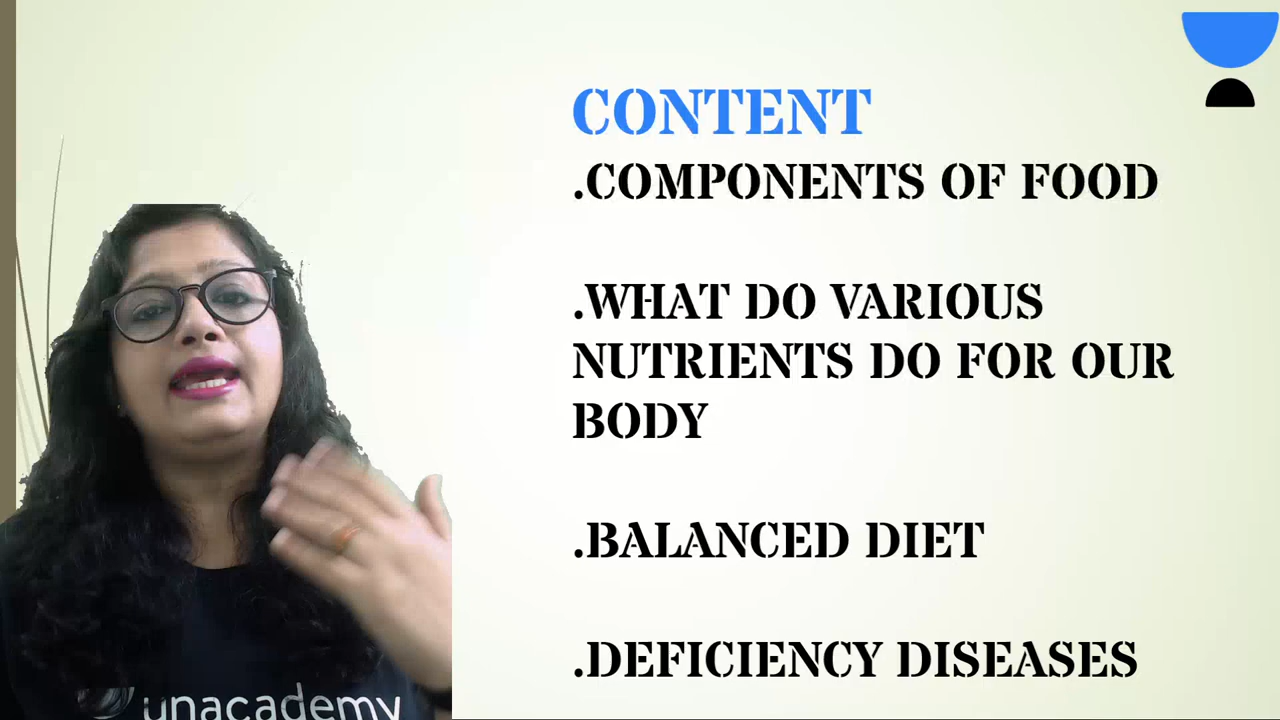 CONTENT
.COMPONENTS OF FOOD
.WHAT DO VARIOUS
NUTRIENTS DO FOR OUR
BODY
.BALANCED DIET
.DEFICIENCY DISEASES
unacademy